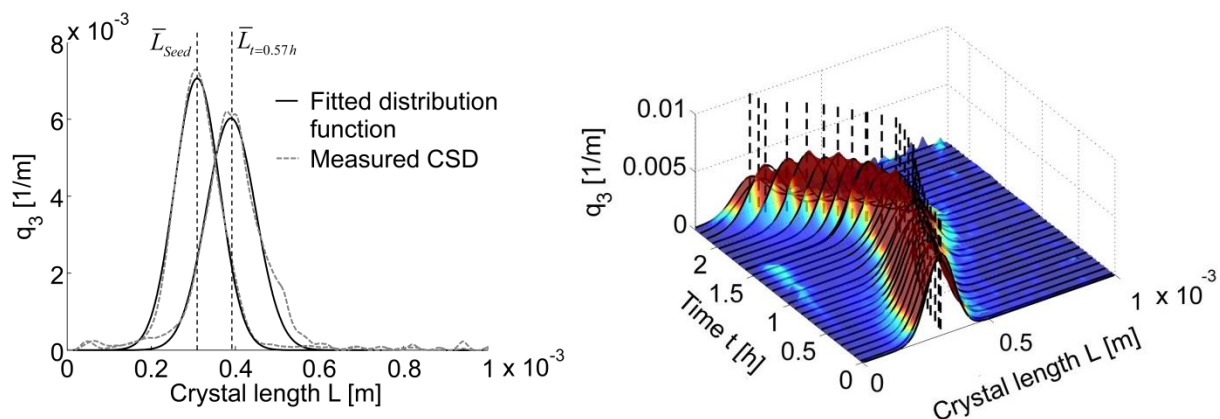 8 x 10⁻³
L̄Seed
L̄t=0.57h
6
4
2
0
q₃ [1/m]
Fitted distribution
function
Measured CSD
0 0.2 0.4 0.6 0.8 1 x 10⁻³
Crystal length L [m]
0.01
0.005
0
q₃ [1/m]
2
1.5
1
0.5
0
Time t [h]
0
0.5
1 x 10⁻³
Crystal length L [m]